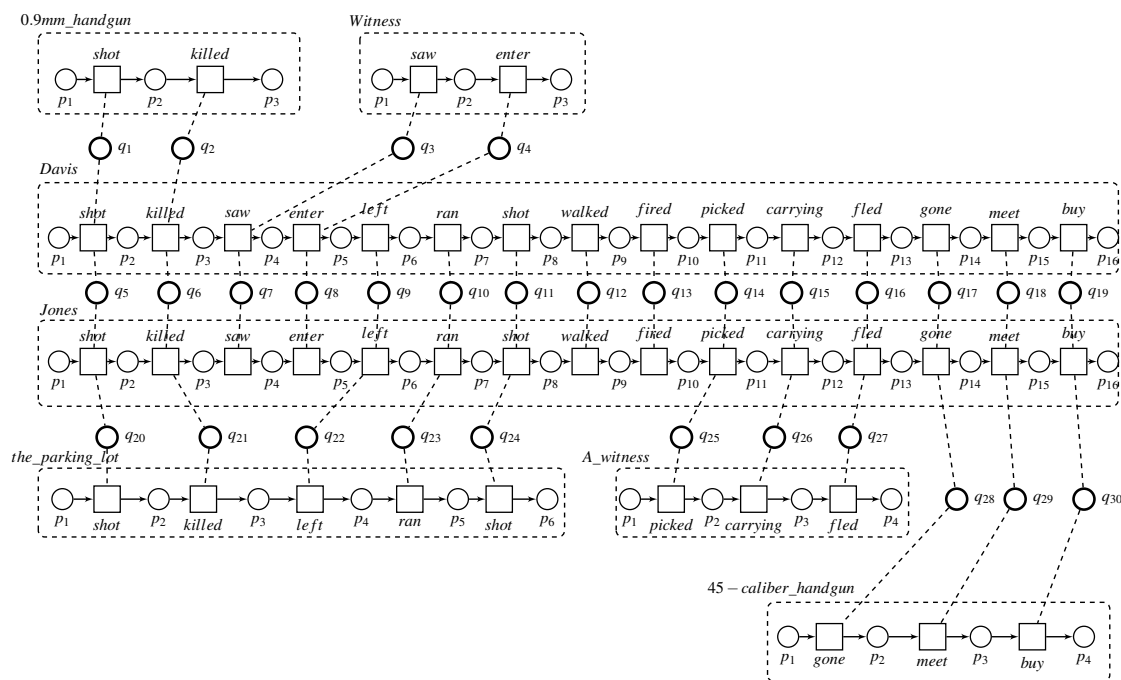 0.9mm_handgun Witness
shot killed saw enter
p1 p2 p3 p1 p2 p3
q1 q2 q3 q4
Davis
shot killed saw enter left ran shot walked fired picked carrying fled gone meet buy
p1 p2 p3 p4 p5 p6 p7 p8 p9 p10 p11 p12 p13 p14 p15 p16
q5 q6 q7 q8 q9 q10 q11 q12 q13 q14 q15 q16 q17 q18 q19
Jones
shot killed saw enter left ran shot walked fired picked carrying fled gone meet buy
p1 p2 p3 p4 p5 p6 p7 p8 p9 p10 p11 p12 p13 p14 p15 p16
q20 q21 q22 q23 q24 q25 q26 q27
the_parking_lot A_witness
q28 q29 q30
p1 p2 p3 p4 p5 p6 p1 p2 p3 p4
shot killed left ran shot picked carrying fled
45 − caliber_handgun
p1 gone p2 meet p3 buy p4